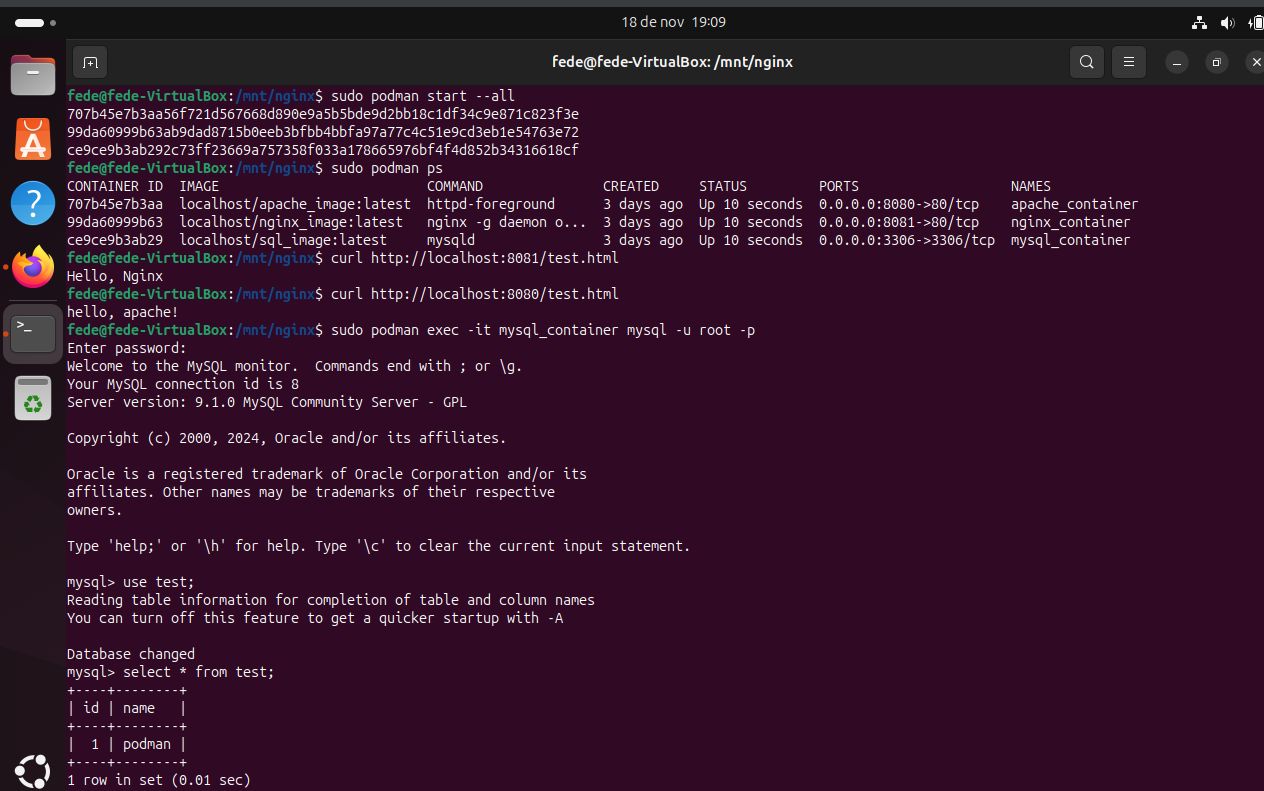 18 de nov 19:09
fede@fede-VirtualBox: /mnt/nginx
fede@fede-VirtualBox:/mnt/nginx$ sudo podman start --all
707b45e7b3aa56f721d567668d890e9a5b5bde9d2bb18c1df34c9e871c823f3e
99da60999b63ab9dad8715b0eeb3bfbb4bbfa97a77c4c51e9cd3eb1e54763e72
ce9ce9b3ab292c73ff23669a757358f033a178665976bf4f4d852b34316618cf
fede@fede-VirtualBox:/mnt/nginx$ sudo podman ps
CONTAINER ID  IMAGE                          COMMAND               CREATED     STATUS         PORTS                   NAMES
707b45e7b3aa  localhost/apache_image:latest  httpd-foreground      3 days ago  Up 10 seconds  0.0.0.0:8080->80/tcp    apache_container
99da60999b63  localhost/nginx_image:latest   nginx -g daemon o...  3 days ago  Up 10 seconds  0.0.0.0:8081->80/tcp    nginx_container
ce9ce9b3ab29  localhost/sql_image:latest     mysqld                3 days ago  Up 10 seconds  0.0.0.0:3306->3306/tcp  mysql_container
fede@fede-VirtualBox:/mnt/nginx$ curl http://localhost:8081/test.html
Hello, Nginx
fede@fede-VirtualBox:/mnt/nginx$ curl http://localhost:8080/test.html
hello, apache!
fede@fede-VirtualBox:/mnt/nginx$ sudo podman exec -it mysql_container mysql -u root -p
Enter password:
Welcome to the MySQL monitor.  Commands end with ; or \g.
Your MySQL connection id is 8
Server version: 9.1.0 MySQL Community Server - GPL
Copyright (c) 2000, 2024, Oracle and/or its affiliates.
Oracle is a registered trademark of Oracle Corporation and/or its
affiliates. Other names may be trademarks of their respective
owners.
Type 'help;' or '\h' for help. Type '\c' to clear the current input statement.
mysql> use test;
Reading table information for completion of table and column names
You can turn off this feature to get a quicker startup with -A
Database changed
mysql> select * from test;
+----+--------+
| id | name   |
+----+--------+
|  1 | podman |
+----+--------+
1 row in set (0.01 sec)